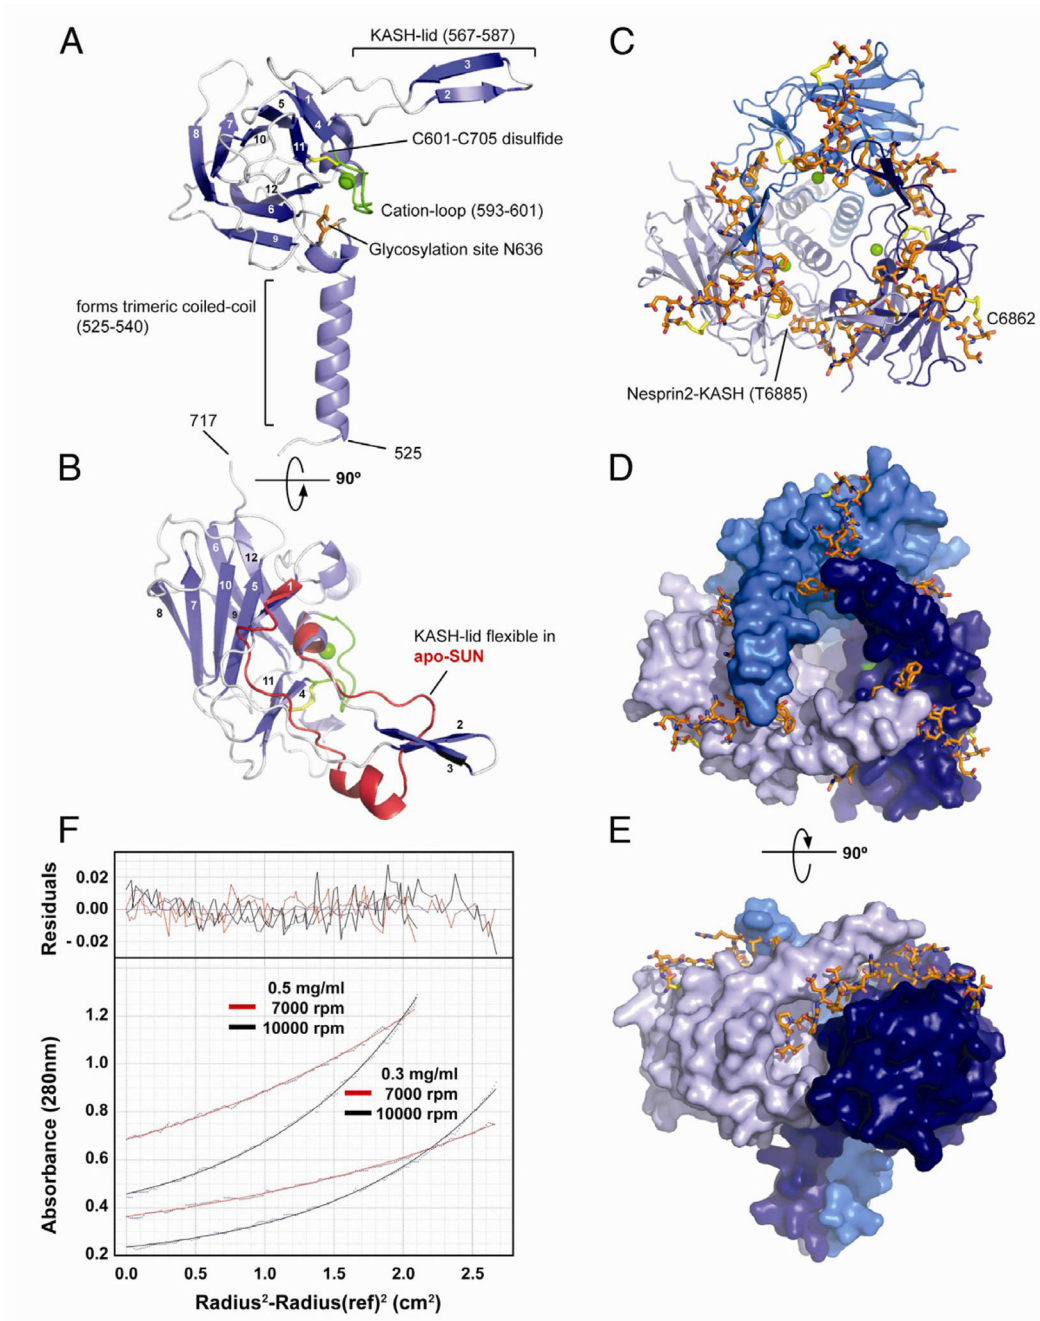 A
KASH-lid (567-587)
3
2
1
5
4
7
8
10
11
C601-C705 disulfide
12
Cation-loop (593-601)
6
Glycosylation site N636
9
forms trimeric coiled-coil
(525-540)
717
525
B
90º
6
12
10
5
1
7
8
9
KASH-lid flexible in
apo-SUN
11
4
2
3
C
C6862
Nesprin2-KASH (T6885)
D
E
90º
F
Residuals
0.02
0.00
- 0.02
Absorbance (280nm)
1.2
1.0
0.8
0.6
0.4
0.2
0.5 mg/ml
7000 rpm
10000 rpm
0.3 mg/ml
7000 rpm
10000 rpm
0.0 0.5 1.0 1.5 2.0 2.5
Radius²-Radius(ref)² (cm²)